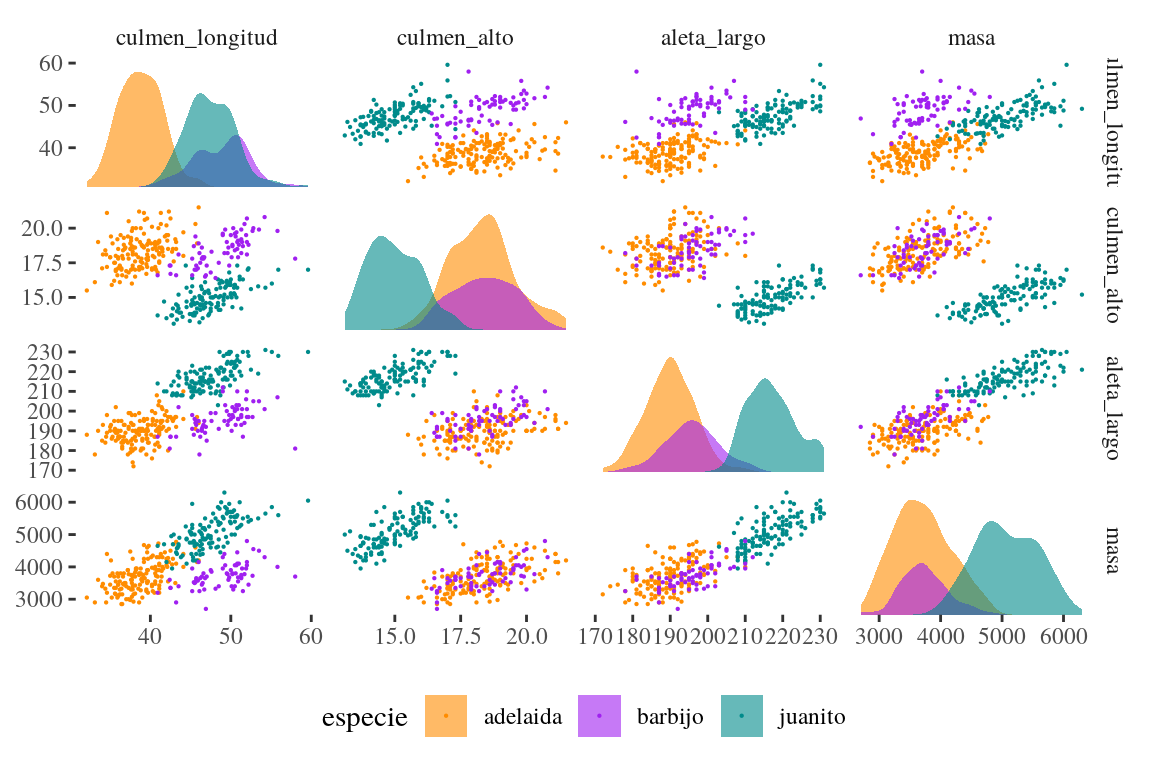 culmen_longitud culmen_alto aleta_largo masa
60
50
40
ılmen_longitu
20.0
17.5
15.0
culmen_alto
230
220
210
200
190
180
170
aleta_largo
6000
5000
4000
3000
masa
40 50 60 15.0 17.5 20.0 170 180 190 200 210 220 230 3000 4000 5000 6000
especie adelaida barbijo juanito